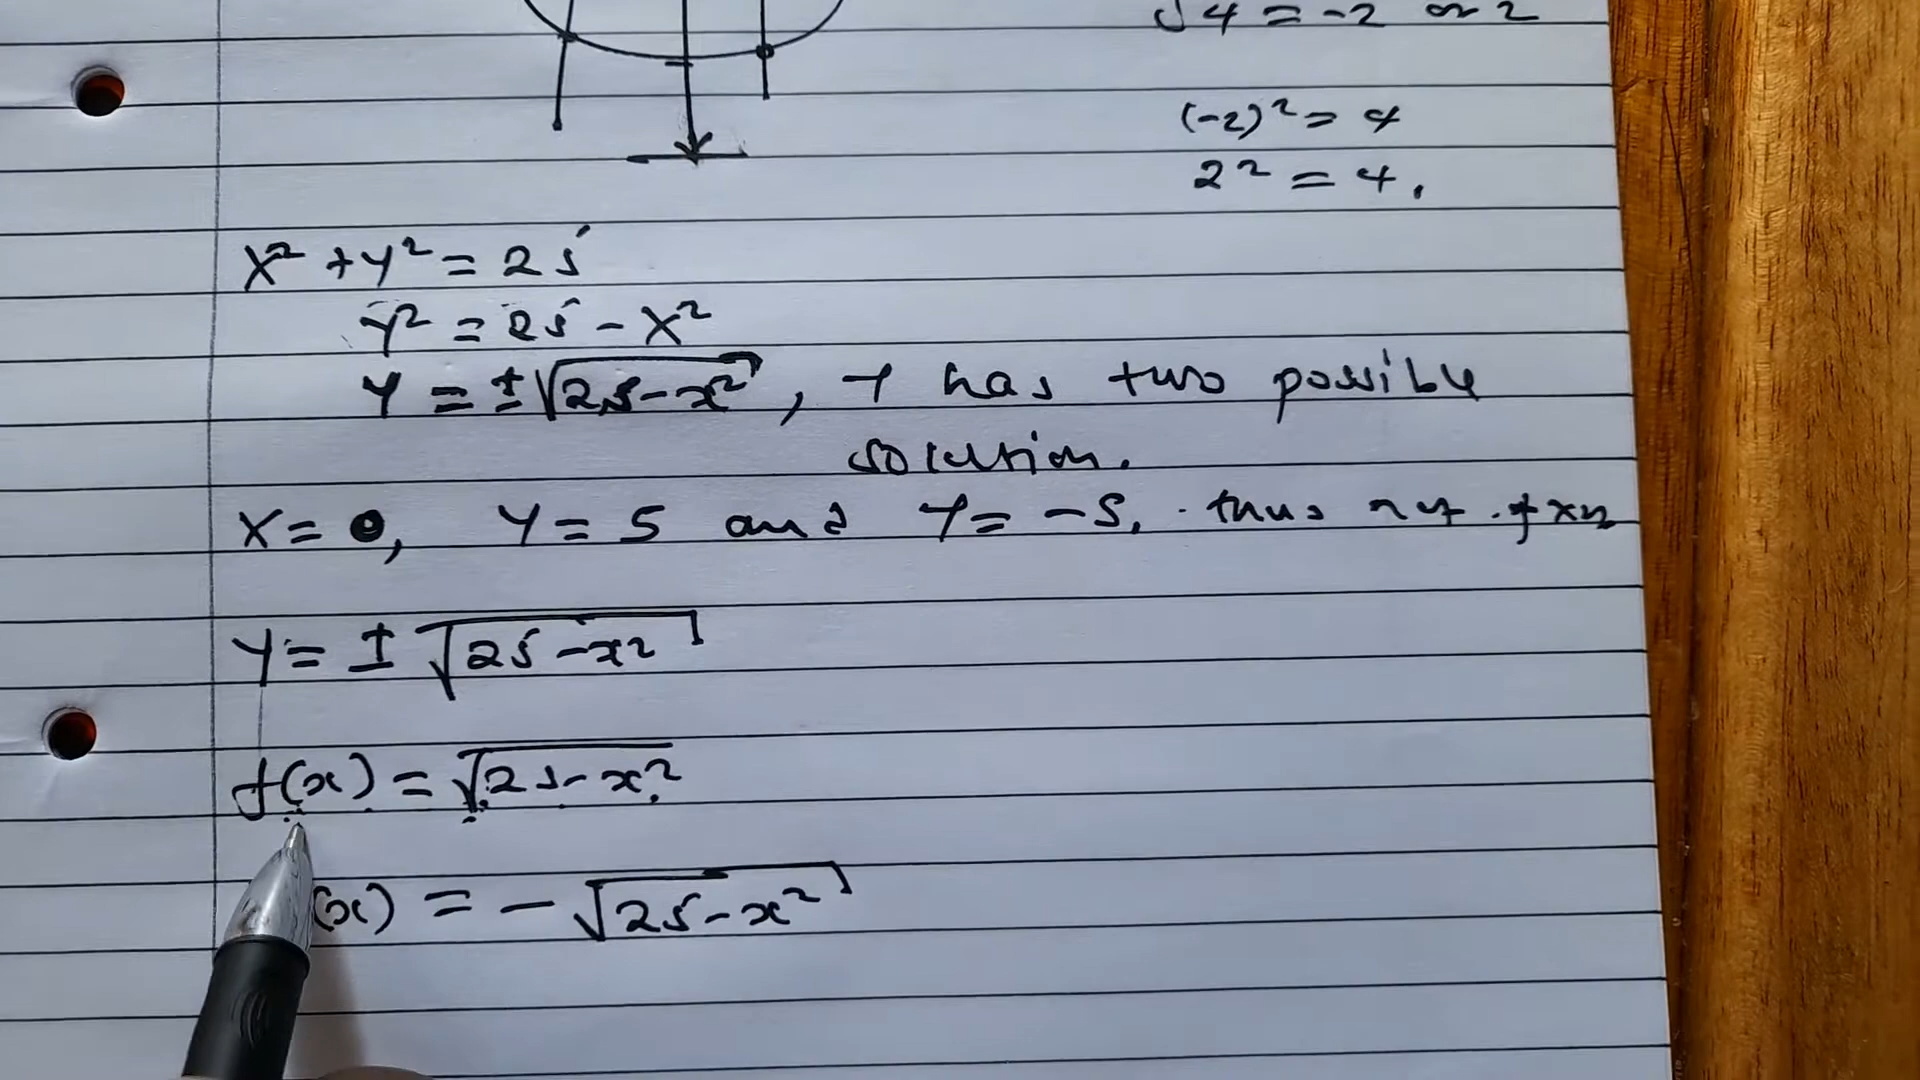 √4 = -2 or 2
(-2)² = 4
2² = 4.
x² + y² = 25
y² = 25 - x²
y = ±√25-x², y has two possible
solution.
x = 0, y = 5 and y = -5. thus not fxn
y = ± √25-x²
f(x) = √25-x²
(x) = -√25-x²